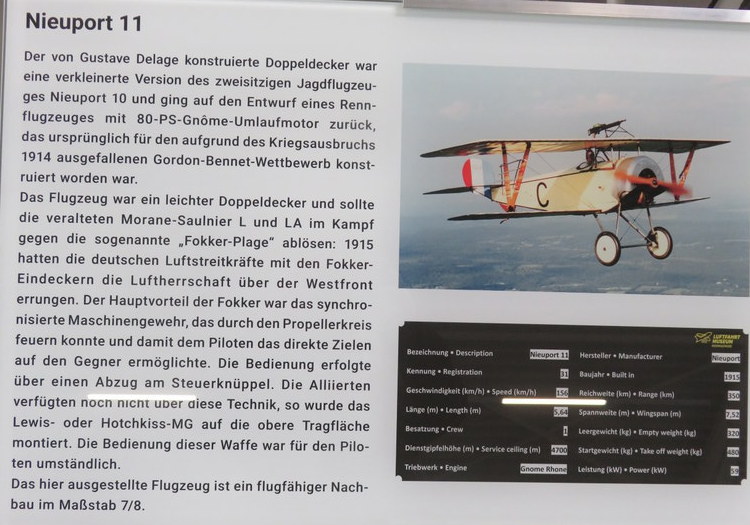 Nieuport 11
Der von Gustave Delage konstruierte Doppeldecker war
eine verkleinerte Version des zweisitzigen Jagdflugzeu-
ges Nieuport 10 und ging auf den Entwurf eines Renn-
flugzeuges mit 80-PS-Gnôme-Umlaufmotor zurück,
das ursprünglich für den aufgrund des Kriegsausbruchs
1914 ausgefallenen Gordon-Bennet-Wettbewerb konst-
ruiert worden war.
Das Flugzeug war ein leichter Doppeldecker und sollte
die veralteten Morane-Saulnier L und LA im Kampf
gegen die sogenannte „Fokker-Plage" ablösen: 1915
hatten die deutschen Luftstreitkräfte mit den Fokker-
Eindeckern die Luftherrschaft über der Westfront
errungen. Der Hauptvorteil der Fokker war das synchro-
nisierte Maschinengewehr, das durch den Propellerkreis
feuern konnte und damit dem Piloten das direkte Zielen
auf den Gegner ermöglichte. Die Bedienung erfolgte
über einen Abzug am Steuerknüppel. Die Alliierten
verfügten noch nicht über diese Technik, so wurde das
Lewis- oder Hotchkiss-MG auf die obere Tragfläche
montiert. Die Bedienung dieser Waffe war für den Pilo-
ten umständlich.
Das hier ausgestellte Flugzeug ist ein flugfähiger Nach-
bau im Maßstab 7/8.
C
LUFTFAHRT
MUSEUM
Bezeichnung • Description Nieuport 11
Kennung • Registration 31
Geschwindigkeit (km/h) • Speed (km/h) 156
Länge (m) • Length (m) 5,64
Besatzung • Crew 1
Dienstgipfelhöhe (m) • Service ceiling (m) 4700
Triebwerk • Engine Gnome Rhone
Hersteller • Manufacturer Nieuport
Baujahr • Built in 1915
Reichweite (km) • Range (km) 350
Spannweite (m) • Wingspan (m) 7,52
Leergewicht (kg) • Empty weight (kg) 320
Startgewicht (kg) • Take off weight (kg) 480
Leistung (kW) • Power (kW) 59